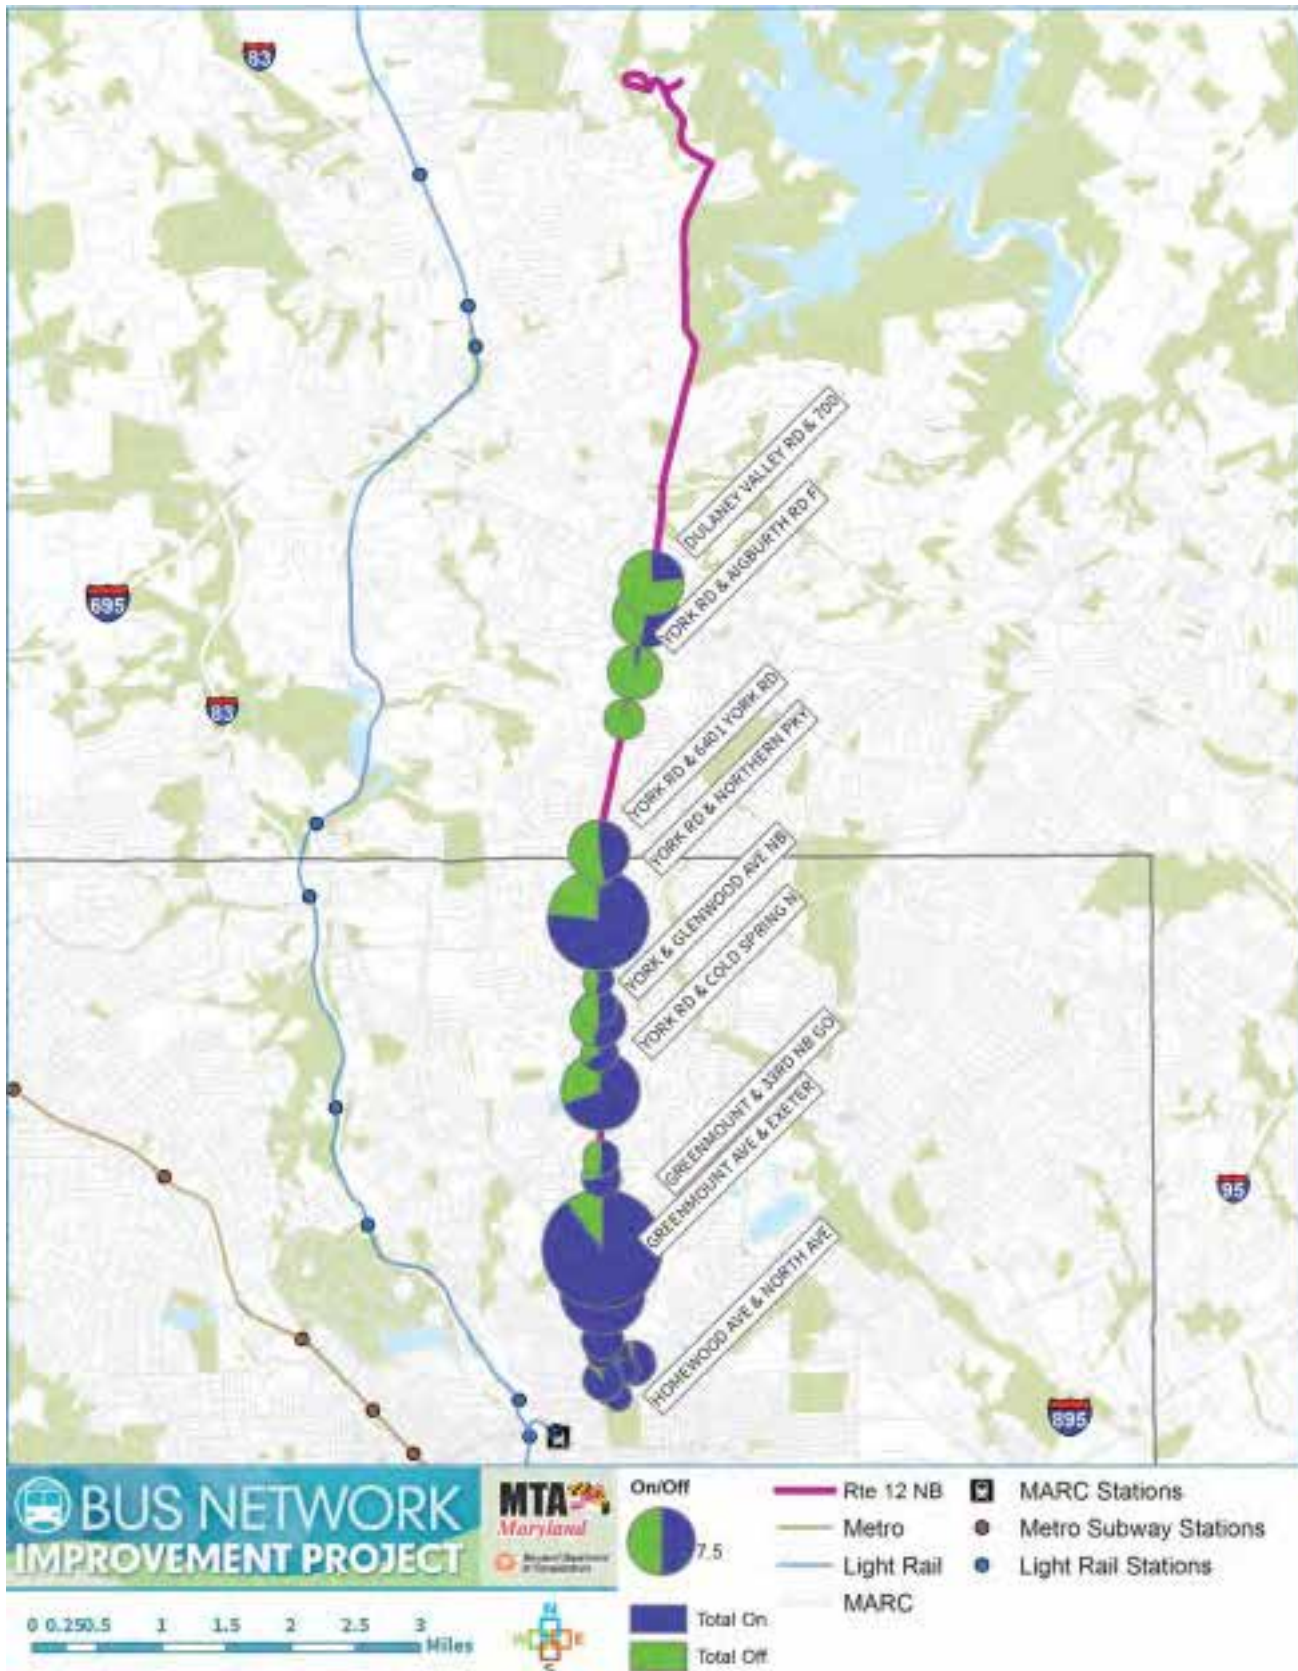 83
DULANEY VALLEY RD & 700
YORK RD & AIGBURTH RD F
695
83
YORK RD & 6401 YORK RD
YORK RD & NORTHERN PKY
YORK & GLENWOOD AVE NB
YORK RD & COLD SPRING N
GREENMOUNT & 33RD NB GO
GREENMOUNT AVE & EXETER
95
HOMEWOOD AVE & NORTH AVE
895
BUS NETWORK
IMPROVEMENT PROJECT
MTA
Maryland
On/Off
7.5
Total On
Total Off
Rte 12 NB
Metro
Light Rail
MARC
MARC Stations
Metro Subway Stations
Light Rail Stations
0 0.25 0.5 1 1.5 2 2.5 3
Miles
N
W E
S